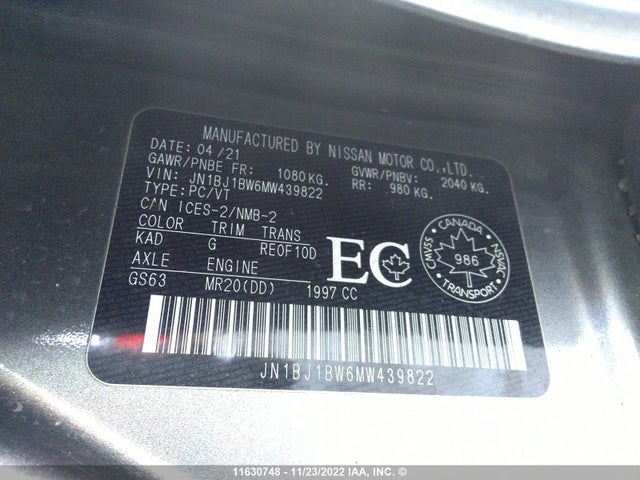 MANUFACTURED BY NISSAN MOTOR CO.,LTD.
DATE: 04 /21
GAWR/PNBE FR: 1080 KG. GVWR/PNBV: 2040 KG.
RR: 980 KG.
VIN: JN1BJ1BW6MW439822
TYPE: PC/VT
CAN ICES-2/NMB-2
COLOR TRIM TRANS
KAD G RE0F10D
AXLE ENGINE
GS63 MR20(DD) 1997 CC
EC
CANADA
CMVSS
986
NSVAC
TRANSPORT
JN1BJ1BW6MW439822
11630748 - 11/23/2022 IAA, Inc. ©